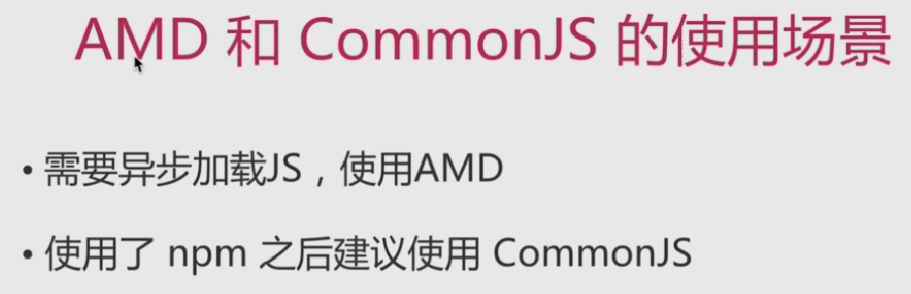 AMD 和 CommonJS 的使用场景
• 需要异步加载JS，使用AMD
• 使用了 npm 之后建议使用 CommonJS